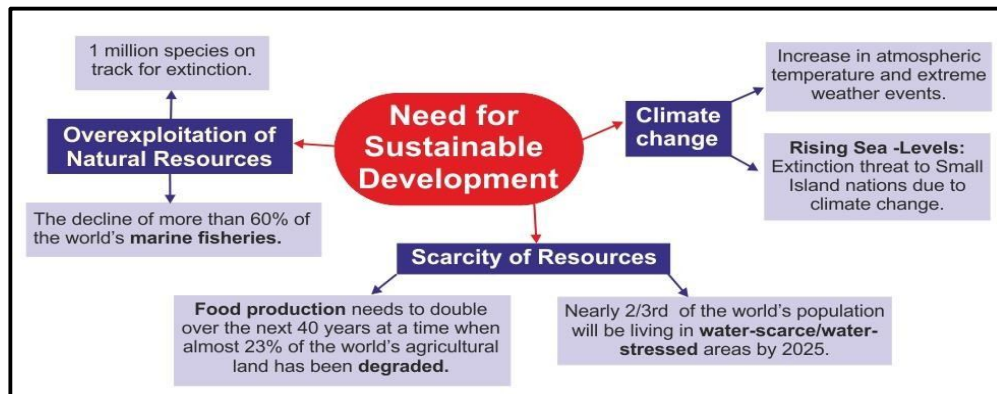 Need for
Sustainable
Development
Overexploitation of
Natural Resources
1 million species on
track for extinction.
The decline of more than 60% of
the world's marine fisheries.
Climate
change
Increase in atmospheric
temperature and extreme
weather events.
Rising Sea -Levels:
Extinction threat to Small
Island nations due to
climate change.
Scarcity of Resources
Food production needs to double
over the next 40 years at a time when
almost 23% of the world's agricultural
land has been degraded.
Nearly 2/3rd of the world's population
will be living in water-scarce/water-
stressed areas by 2025.